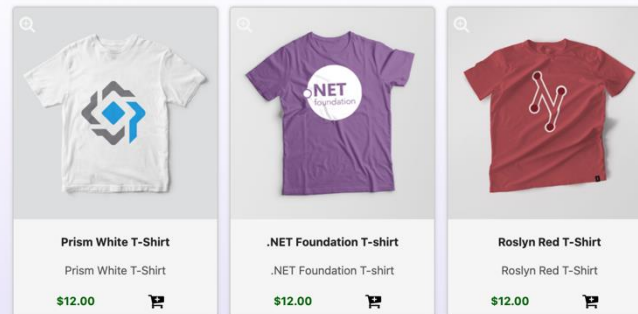 .NET
foundation
Prism White T-Shirt
Prism White T-Shirt
$12.00
.NET Foundation T-shirt
.NET Foundation T-shirt
$12.00
Roslyn Red T-Shirt
Roslyn Red T-Shirt
$12.00